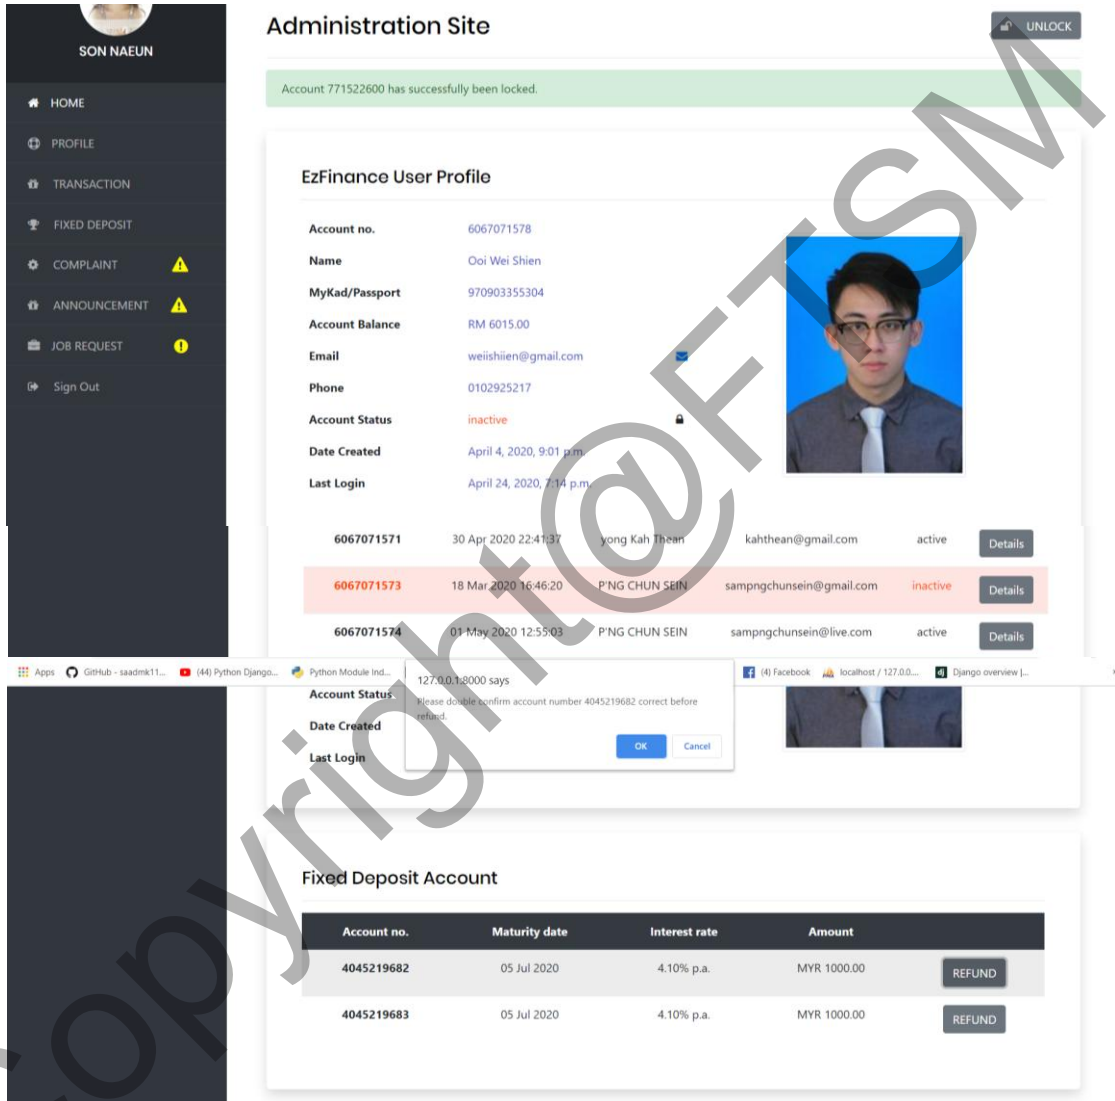 SON NAEUN
HOME
PROFILE
TRANSACTION
FIXED DEPOSIT
COMPLAINT
ANNOUNCEMENT
JOB REQUEST
Sign Out
Administration Site
UNLOCK
Account 771522600 has successfully been locked.
EzFinance User Profile
Account no. 6067071578
Name Ooi Wei Shien
MyKad/Passport 970903355304
Account Balance RM 6015.00
Email weiishiien@gmail.com
Phone 0102925217
Account Status inactive
Date Created April 4, 2020, 9:01 p.m.
Last Login April 24, 2020, 7:14 p.m.
6067071571 30 Apr 2020 22:41:37 yong Kah Thean kahthean@gmail.com active Details
6067071573 18 Mar 2020 16:46:20 P'NG CHUN SEIN sampngchunsein@gmail.com inactive Details
6067071574 01 May 2020 12:55:03 P'NG CHUN SEIN sampngchunsein@live.com active Details
Apps GitHub - saadmk11... (44) Python Django... Python Module Ind... (4) Facebook localhost / 127.0.0.... Django overview |...
127.0.0.1:8000 says
Please double confirm account number 4045219682 correct before
refund.
OK Cancel
Account Status
Date Created
Last Login
Fixed Deposit Account
Account no. Maturity date Interest rate Amount
4045219682 05 Jul 2020 4.10% p.a. MYR 1000.00 REFUND
4045219683 05 Jul 2020 4.10% p.a. MYR 1000.00 REFUND
Copyright@FTSM